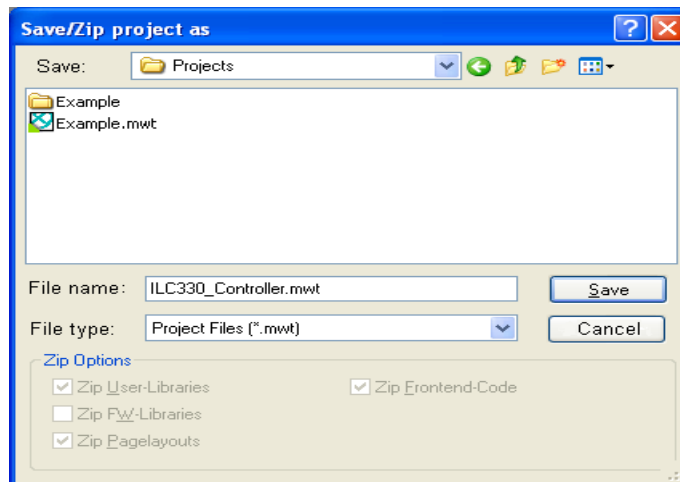 Save/Zip project as
Save: Projects
Example
Example.mwt
File name: ILC330_Controller.mwt Save
File type: Project Files (*.mwt) Cancel
Zip Options
Zip User-Libraries Zip Frontend-Code
Zip FW-Libraries
Zip Pagelayouts